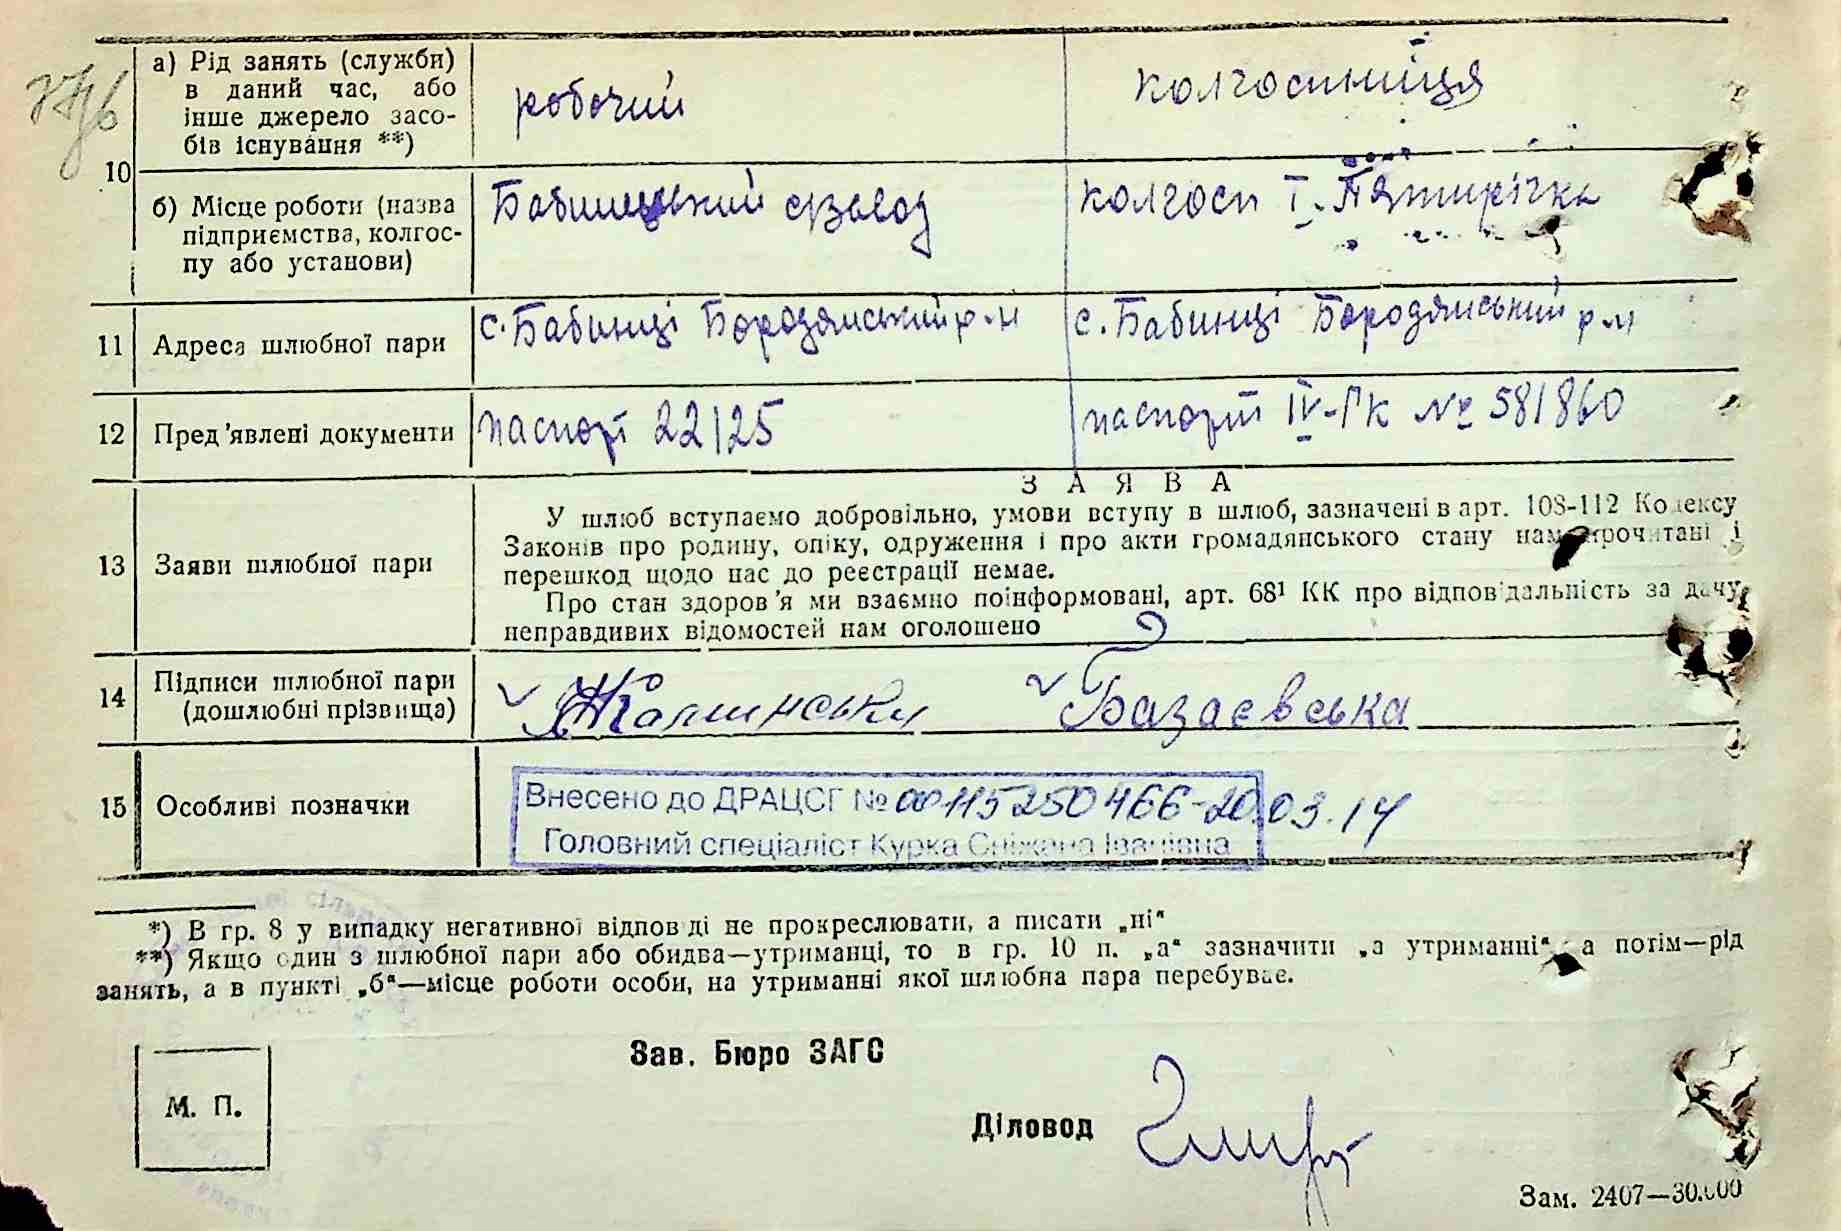 а) Рід занять (служби)
в даний час, або
інше джерело засо-
бів існування **)
робочий
колгоспниця
10
б) Місце роботи (назва
підприємства, колгос-
пу або установи)
Бабинецький с/завод
колгосп І. Пятирічка
11 Адреса шлюбної пари
с. Бабинці Бородянський р-н
с. Бабинці Бородянський р-н
12 Пред'явлені документи
паспорт 22125
паспорт IV-ГК № 581860
ЗАЯВА
13 Заяви шлюбної пари
У шлюб вступаємо добровільно, умови вступу в шлюб, зазначені в арт. 108-112 Кодексу
Законів про родину, опіку, одруження і про акти громадянського стану нам прочитані і
перешкод щодо нас до реєстрації немає.
Про стан здоров'я ми взаємно поінформовані, арт. 68¹ КК про відповідальність за дачу
неправдивих відомостей нам оголошено
14 Підписи шлюбної пари
(дошлюбні прізвища)
Базаєвська
15 Особливі позначки
Внесено до ДРАЦСГ № 00115250466-20.03.14
Головний спеціаліст Курка Сніжана Іванівна
*) В гр. 8 у випадку негативної відповіді не прокреслювати, а писати „ні“
**) Якщо один з шлюбної пари або обидва—утриманці, то в гр. 10 п. „а“ зазначити „а утриманні“, а потім—рід
занять, а в пункті „б“—місце роботи особи, на утриманні якої шлюбна пара перебуває.
Зав. Бюро ЗАГС
М. П.
Діловод
Зам. 2407—30.000